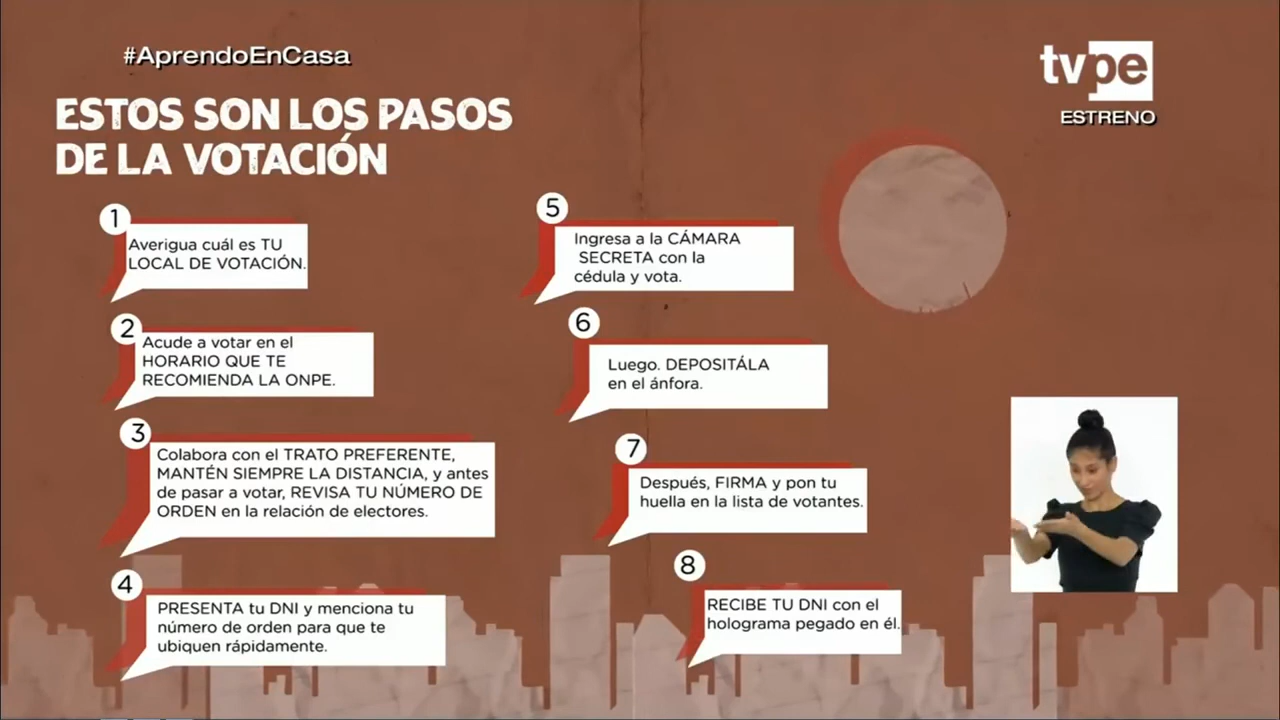 #AprendoEnCasa
tvpe
ESTRENO
ESTOS SON LOS PASOS
DE LA VOTACIÓN
1
Averigua cuál es TU
LOCAL DE VOTACIÓN.
2
Acude a votar en el
HORARIO QUE TE
RECOMIENDA LA ONPE.
3
Colabora con el TRATO PREFERENTE,
MANTÉN SIEMPRE LA DISTANCIA, y antes
de pasar a votar, REVISA TU NÚMERO DE
ORDEN en la relación de electores.
4
PRESENTA tu DNI y menciona tu
número de orden para que te
ubiquen rápidamente.
5
Ingresa a la CÁMARA
SECRETA con la
cédula y vota.
6
Luego. DEPOSITÁLA
en el ánfora.
7
Después, FIRMA y pon tu
huella en la lista de votantes.
8
RECIBE TU DNI con el
holograma pegado en él.